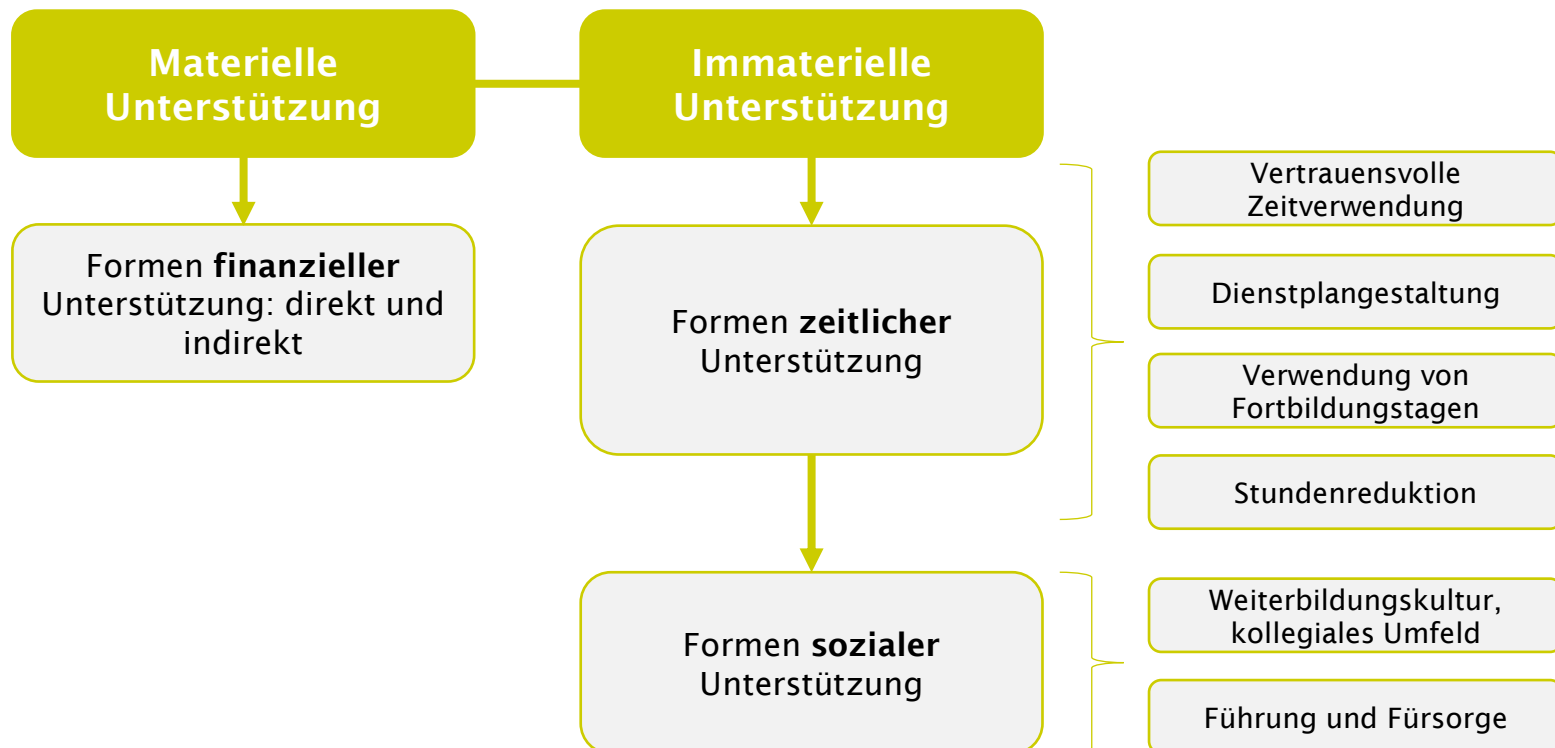 Materielle
Unterstützung
Immaterielle
Unterstützung
Formen finanzieller
Unterstützung: direkt und
indirekt
Formen zeitlicher
Unterstützung
Vertrauensvolle
Zeitverwendung
Dienstplangestaltung
Verwendung von
Fortbildungstagen
Stundenreduktion
Formen sozialer
Unterstützung
Weiterbildungskultur,
kollegiales Umfeld
Führung und Fürsorge